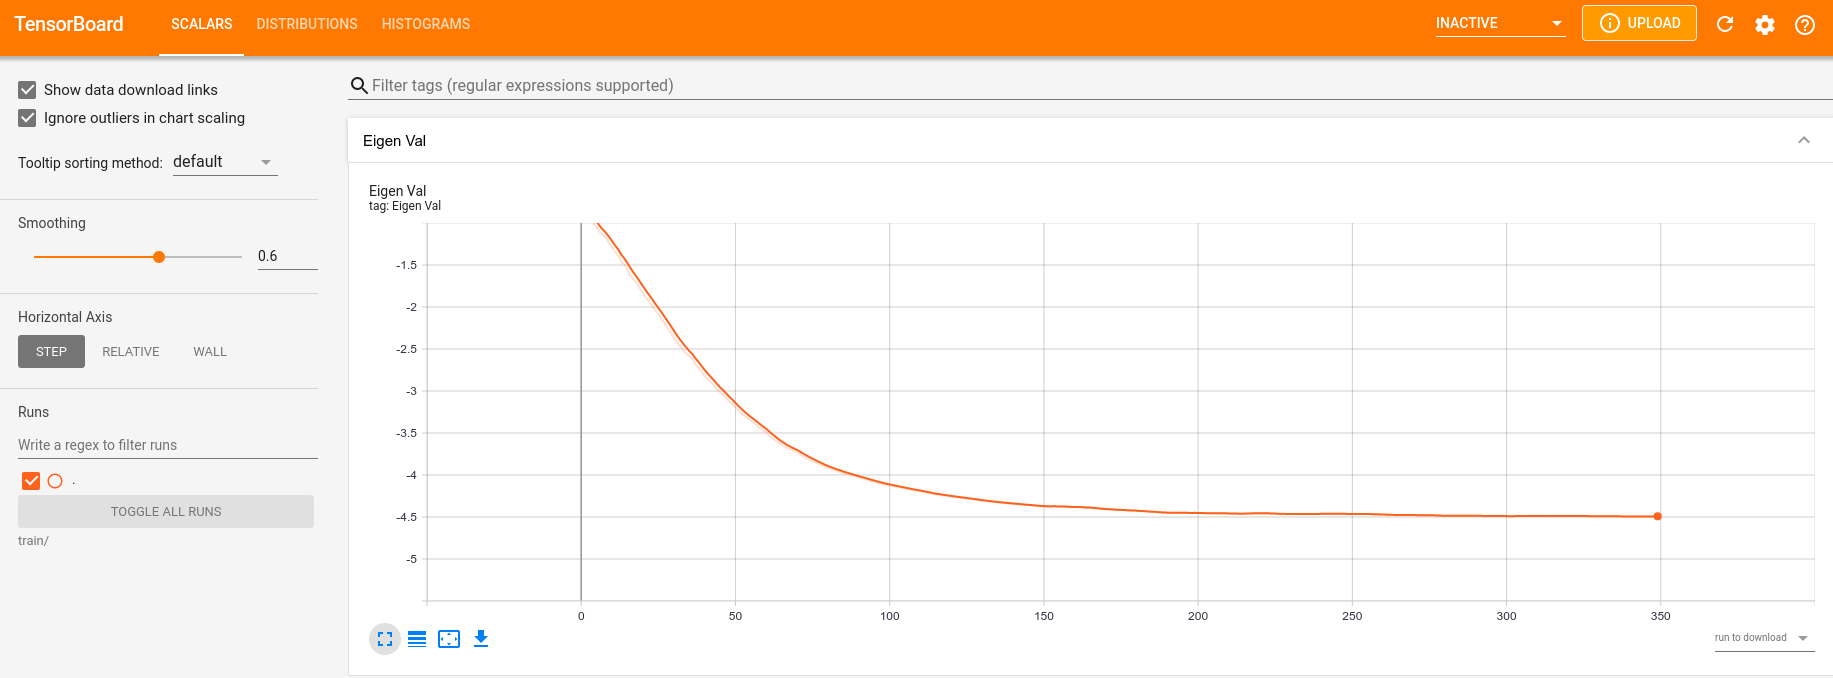 TensorBoard SCALARS DISTRIBUTIONS HISTOGRAMS INACTIVE UPLOAD
Show data download links
Ignore outliers in chart scaling
Tooltip sorting method: default
Smoothing
0.6
Horizontal Axis
STEP RELATIVE WALL
Runs
Write a regex to filter runs
.
TOGGLE ALL RUNS
train/
Filter tags (regular expressions supported)
Eigen Val
Eigen Val
tag: Eigen Val
-1.5
-2
-2.5
-3
-3.5
-4
-4.5
-5
0 50 100 150 200 250 300 350
run to download